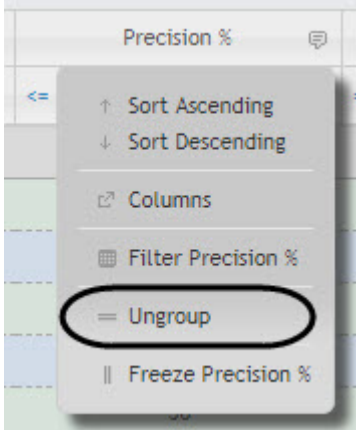 Precision %
<=
Sort Ascending
Sort Descending
Columns
Filter Precision %
Ungroup
Freeze Precision %